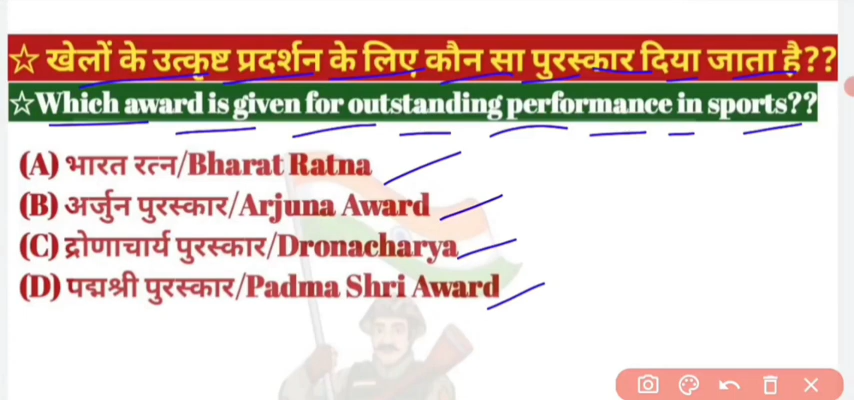 ☆ खेलों के उत्कृष्ट प्रदर्शन के लिए कौन सा पुरस्कार दिया जाता है??
☆Which award is given for outstanding performance in sports??
(A) भारत रत्न/Bharat Ratna
(B) अर्जुन पुरस्कार/Arjuna Award
(C) द्रोणाचार्य पुरस्कार/Dronacharya
(D) पद्मश्री पुरस्कार/Padma Shri Award